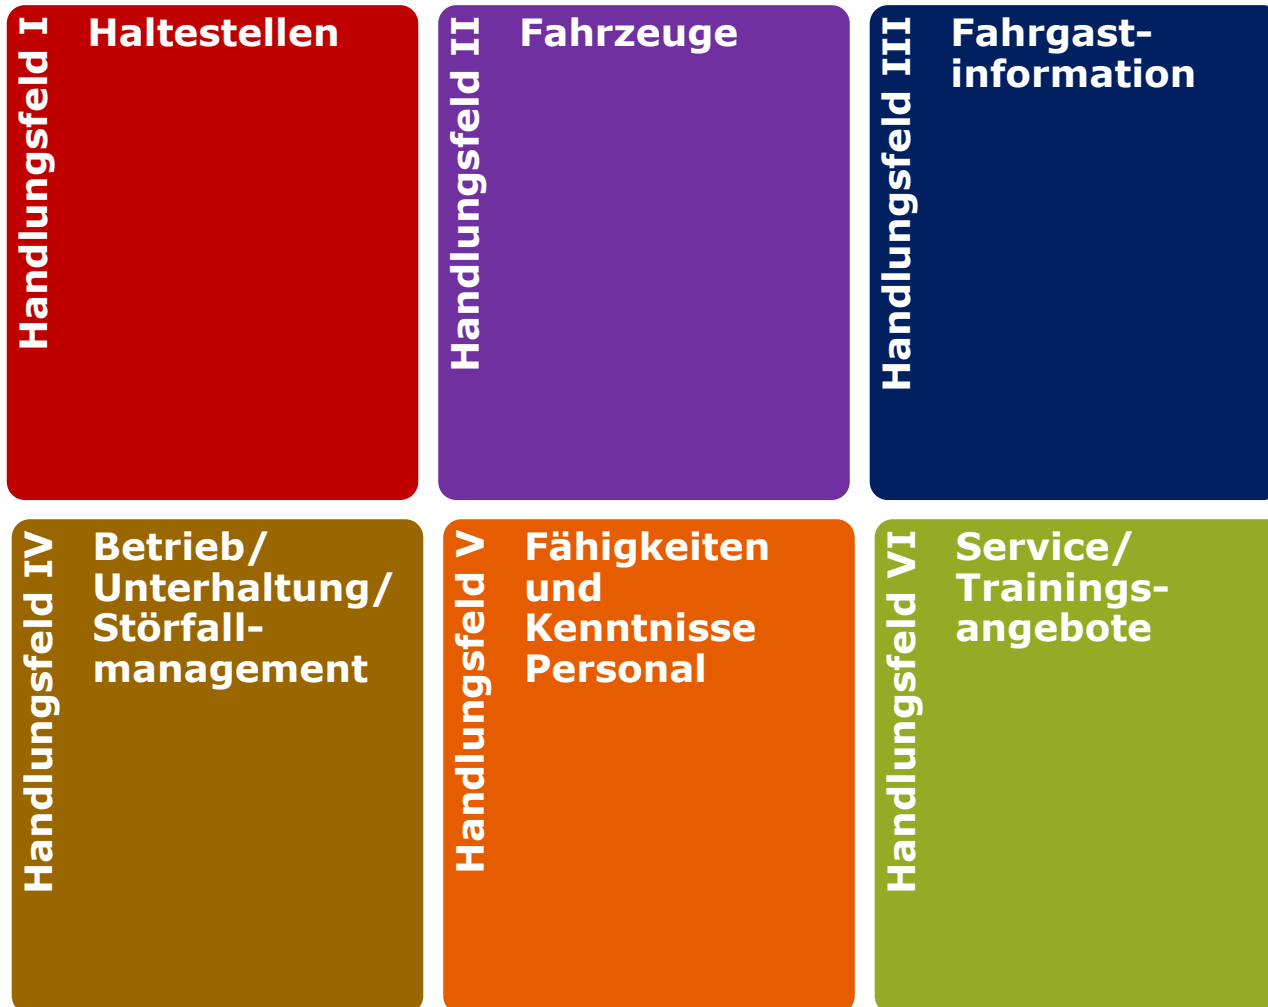 Handlungsfeld I
Haltestellen
Handlungsfeld II
Fahrzeuge
Handlungsfeld III
Fahrgast-
information
Handlungsfeld IV
Betrieb/
Unterhaltung/
Störfall-
management
Handlungsfeld V
Fähigkeiten
und
Kenntnisse
Personal
Handlungsfeld VI
Service/
Trainings-
angebote